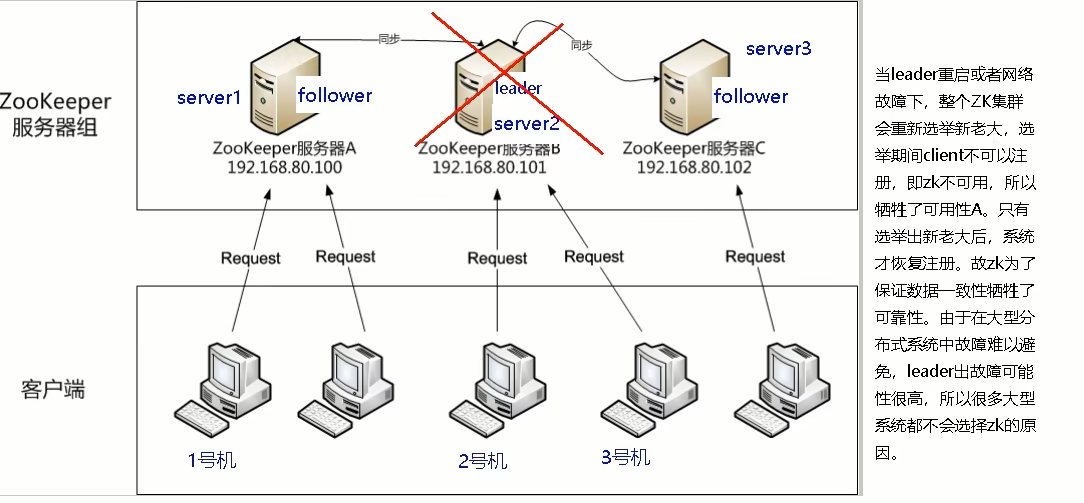 ZooKeeper
服务器组
同步
同步
server1
follower
leader
server2
server3
follower
ZooKeeper服务器A
192.168.80.100
ZooKeeper服务器B
192.168.80.101
ZooKeeper服务器C
192.168.80.102
Request
Request
Request
Request
Request
客户端
1号机
2号机
3号机
当leader重启或者网络
故障下，整个ZK集群
会重新选举新老大，选
举期间client不可以注
册，即zk不可用，所以
牺牲了可用性A。只有
选举出新老大后，系统
才恢复注册。故zk为了
保证数据一致性牺牲了
可靠性。由于在大型分
布式系统中故障难以避
免，leader出故障可能
性很高，所以很多大型
系统都不会选择zk的原
因。